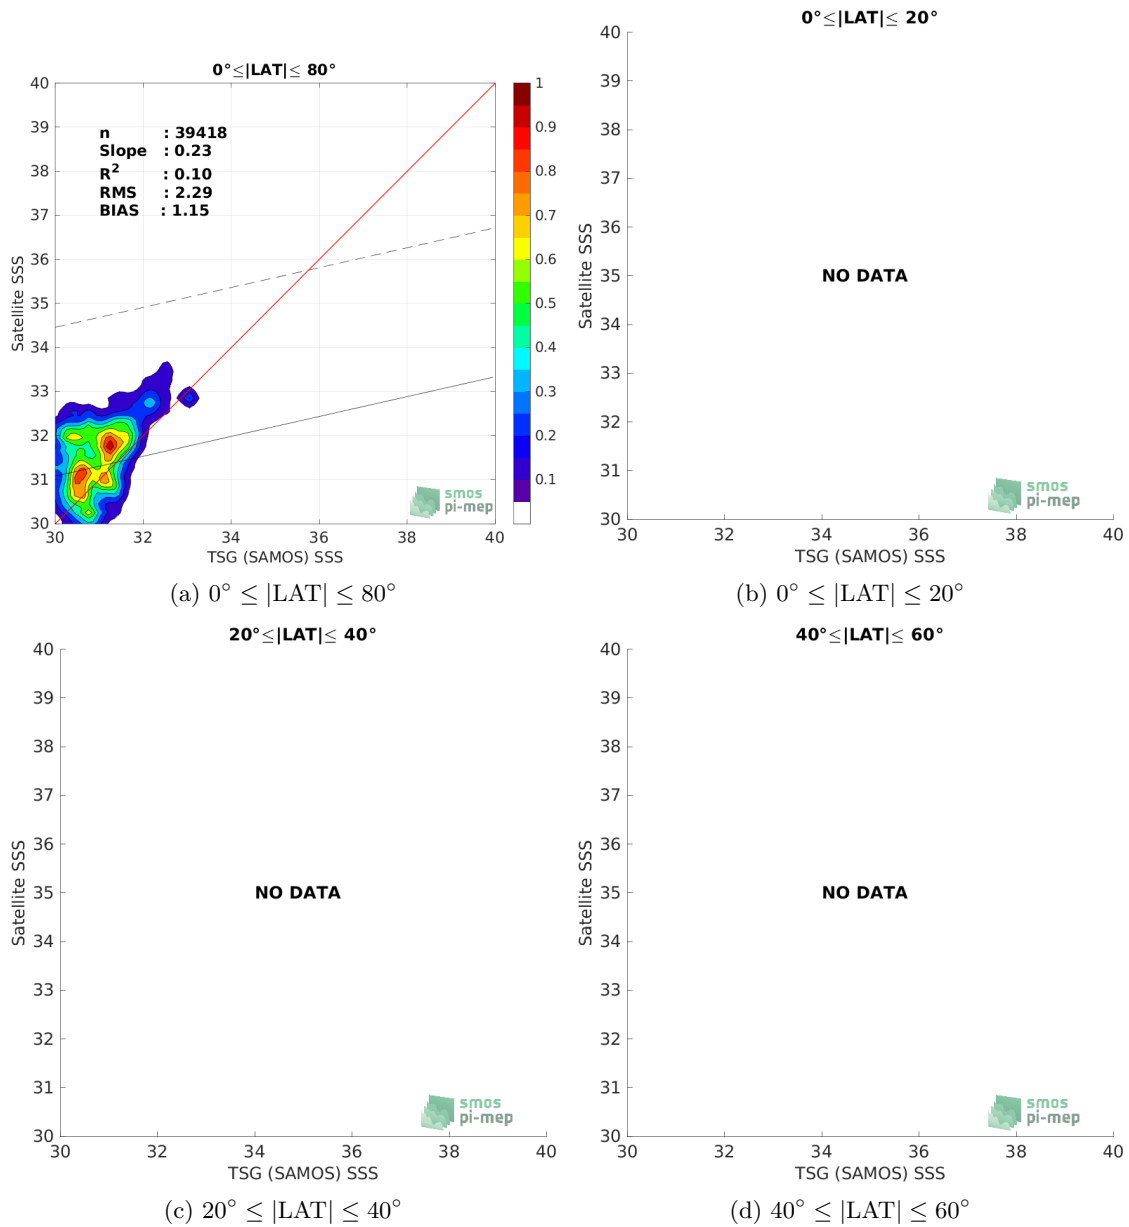 0°≤|LAT|≤ 80°
40
39
38
37
36
35
34
33
32
31
30
Satellite SSS
n : 39418
Slope : 0.23
R² : 0.10
RMS : 2.29
BIAS : 1.15
smos
pi-mep
30 32 34 36 38 40
TSG (SAMOS) SSS
1
0.9
0.8
0.7
0.6
0.5
0.4
0.3
0.2
0.1
(a) 0° ≤ |LAT| ≤ 80°
0°≤|LAT|≤ 20°
40
39
38
37
36
35
34
33
32
31
30
Satellite SSS
NO DATA
smos
pi-mep
30 32 34 36 38 40
TSG (SAMOS) SSS
(b) 0° ≤ |LAT| ≤ 20°
20°≤|LAT|≤ 40°
40
39
38
37
36
35
34
33
32
31
30
Satellite SSS
NO DATA
smos
pi-mep
30 32 34 36 38 40
TSG (SAMOS) SSS
(c) 20° ≤ |LAT| ≤ 40°
40°≤|LAT|≤ 60°
40
39
38
37
36
35
34
33
32
31
30
Satellite SSS
NO DATA
smos
pi-mep
30 32 34 36 38 40
TSG (SAMOS) SSS
(d) 40° ≤ |LAT| ≤ 60°